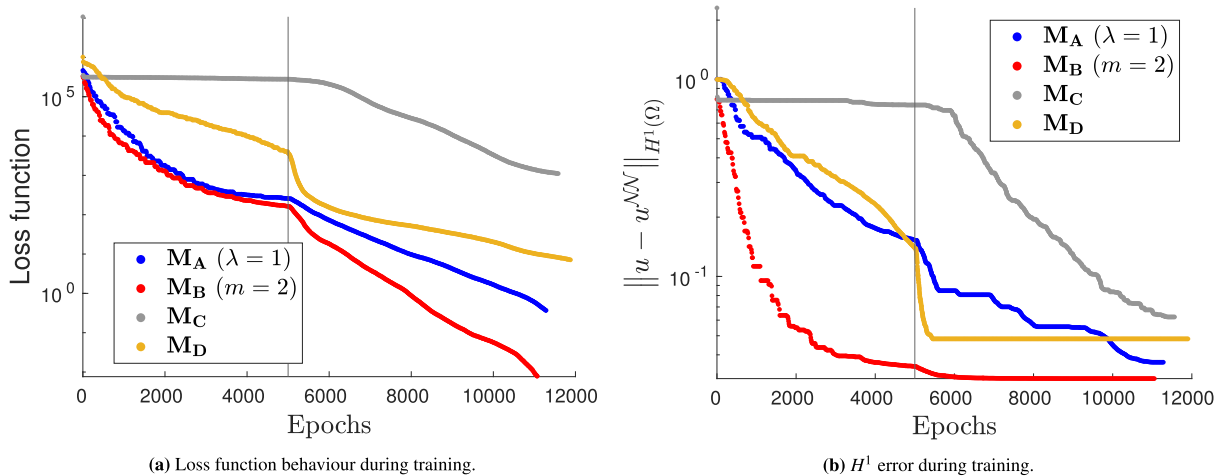 Loss function
10^5
10^0
M_A (λ = 1)
M_B (m = 2)
M_C
M_D
0 2000 4000 6000 8000 10000 12000
Epochs
(a) Loss function behaviour during training.
||u − u^{NN}||_{H^1(Ω)}
10^0
10^{-1}
M_A (λ = 1)
M_B (m = 2)
M_C
M_D
0 2000 4000 6000 8000 10000 12000
Epochs
(b) H^1 error during training.